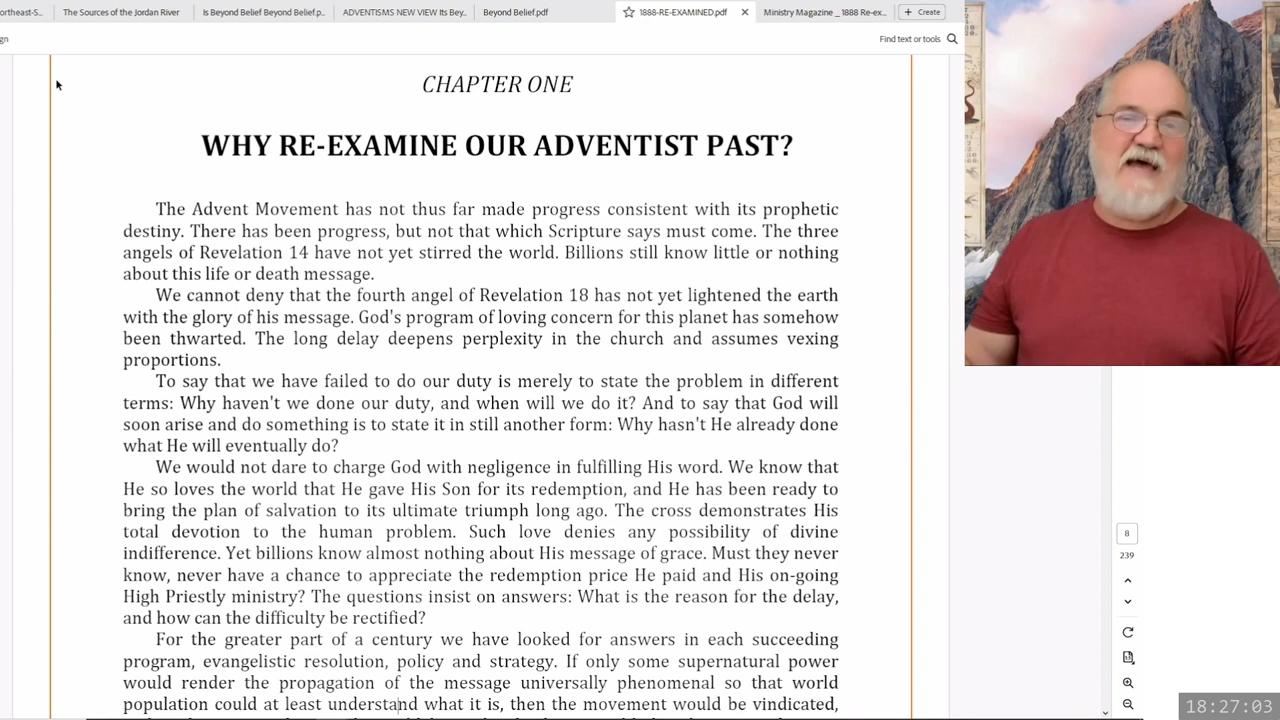 ortheast-S...
The Sources of the Jordan River
Is Beyond Belief Beyond Belief.p...
ADVENTISMS NEW VIEW Its Bey...
Beyond Belief.pdf
1888-RE-EXAMINED.pdf
Ministry Magazine _ 1888 Re-ex...
+ Create
gn
Find text or tools
CHAPTER ONE
WHY RE-EXAMINE OUR ADVENTIST PAST?
The Advent Movement has not thus far made progress consistent with its prophetic
destiny. There has been progress, but not that which Scripture says must come. The three
angels of Revelation 14 have not yet stirred the world. Billions still know little or nothing
about this life or death message.
We cannot deny that the fourth angel of Revelation 18 has not yet lightened the earth
with the glory of his message. God's program of loving concern for this planet has somehow
been thwarted. The long delay deepens perplexity in the church and assumes vexing
proportions.
To say that we have failed to do our duty is merely to state the problem in different
terms: Why haven't we done our duty, and when will we do it? And to say that God will
soon arise and do something is to state it in still another form: Why hasn't He already done
what He will eventually do?
We would not dare to charge God with negligence in fulfilling His word. We know that
He so loves the world that He gave His Son for its redemption, and He has been ready to
bring the plan of salvation to its ultimate triumph long ago. The cross demonstrates His
total devotion to the human problem. Such love denies any possibility of divine
indifference. Yet billions know almost nothing about His message of grace. Must they never
know, never have a chance to appreciate the redemption price He paid and His on-going
High Priestly ministry? The questions insist on answers: What is the reason for the delay,
and how can the difficulty be rectified?
For the greater part of a century we have looked for answers in each succeeding
program, evangelistic resolution, policy and strategy. If only some supernatural power
would render the propagation of the message universally phenomenal so that world
population could at least understand what it is, then the movement would be vindicated,
8
239
18:27:03